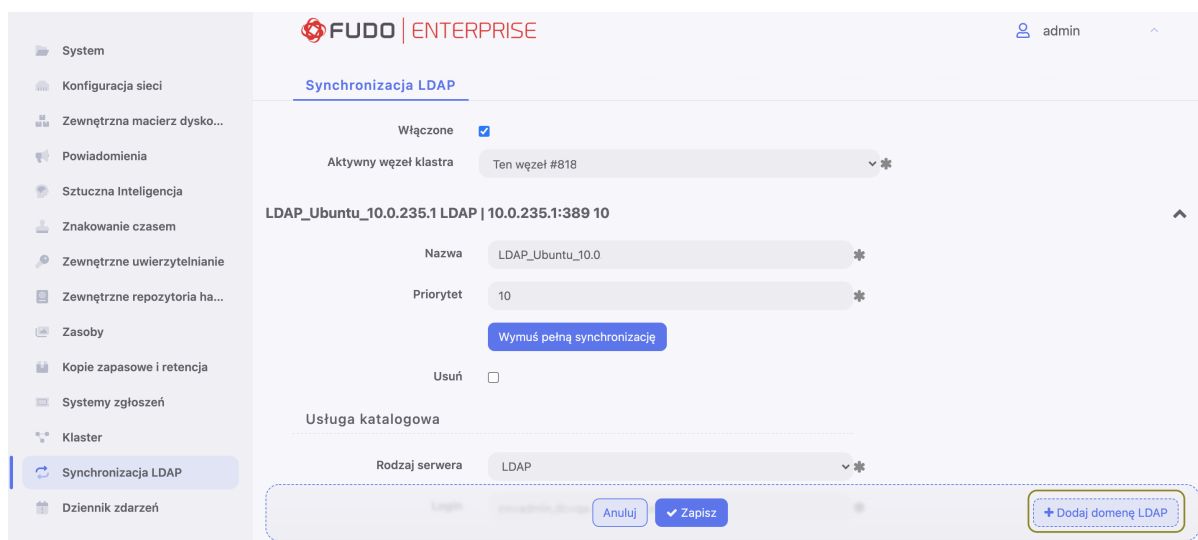 FUDO ENTERPRISE
admin
System
Konfiguracja sieci
Zewnętrzna macierz dysko...
Powiadomienia
Sztuczna Inteligencja
Znakowanie czasem
Zewnętrzne uwierzytelnianie
Zewnętrzne repozytoria ha...
Zasoby
Kopie zapasowe i retencja
Systemy zgłoszeń
Klaster
Synchronizacja LDAP
Dziennik zdarzeń
Synchronizacja LDAP
Włączone
Aktywny węzeł klastra Ten węzeł #818
LDAP_Ubuntu_10.0.235.1 LDAP | 10.0.235.1:389 10
Nazwa LDAP_Ubuntu_10.0
Priorytet 10
Wymuś pełną synchronizację
Usuń
Usługa katalogowa
Rodzaj serwera LDAP
Login
Anuluj Zapisz + Dodaj domenę LDAP